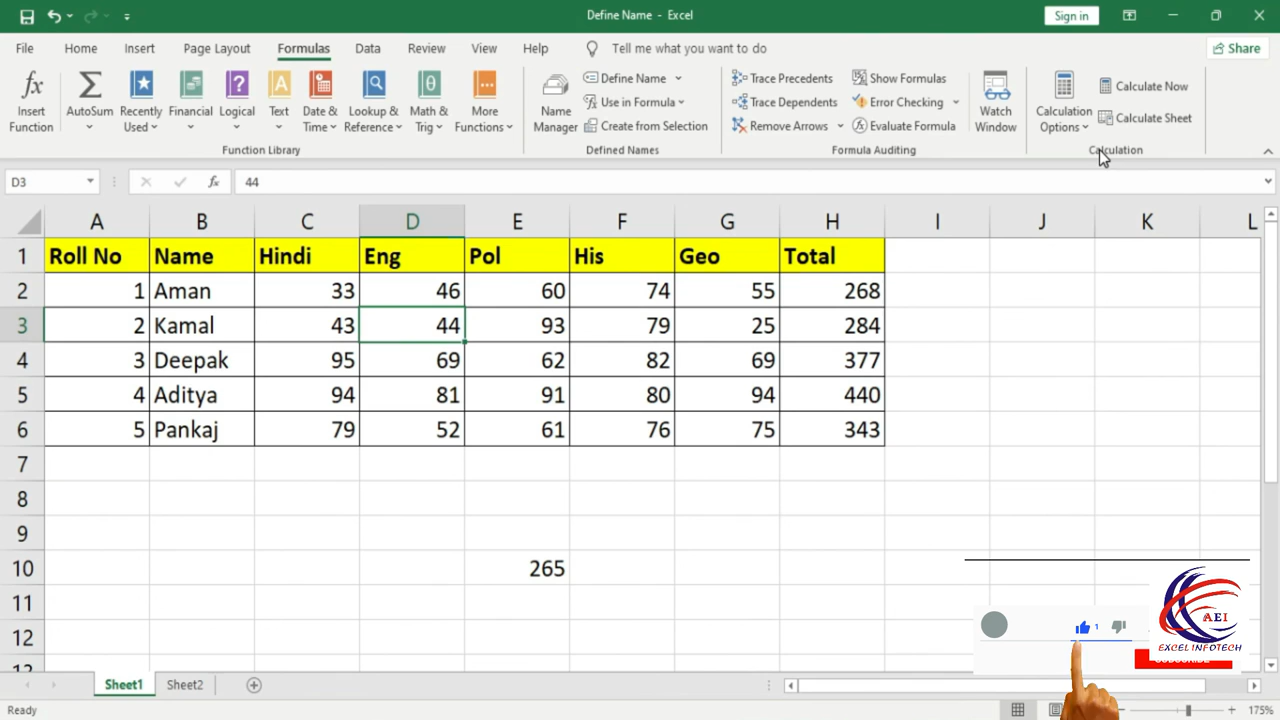 Define Name - Excel
Sign in
File Home Insert Page Layout Formulas Data Review View Help Tell me what you want to do Share
Insert Function
AutoSum
Recently Used
Financial
Logical
Text
Date & Time
Lookup & Reference
Math & Trig
More Functions
Function Library
Name Manager
Define Name
Use in Formula
Create from Selection
Defined Names
Trace Precedents
Trace Dependents
Remove Arrows
Show Formulas
Error Checking
Evaluate Formula
Formula Auditing
Watch Window
Calculation Options
Calculate Now
Calculate Sheet
Calculation
D3 fx 44
A B C D E F G H I J K L
1 Roll No Name Hindi Eng Pol His Geo Total
2 1 Aman 33 46 60 74 55 268
3 2 Kamal 43 44 93 79 25 284
4 3 Deepak 95 69 62 82 69 377
5 4 Aditya 94 81 91 80 94 440
6 5 Pankaj 79 52 61 76 75 343
7
8
9
10 265
11
12
13
1
AEI
EXCEL INFOTECH
SUBSCRIBE
Sheet1 Sheet2
Ready 175%